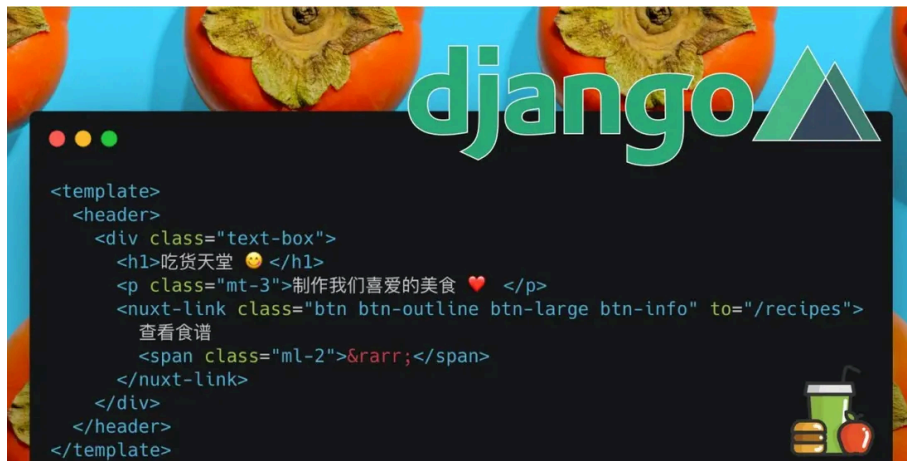 django
<template>
<header>
<div class="text-box">
<h1>吃货天堂 😋 </h1>
<p class="mt-3">制作我们喜爱的美食 ❤️ </p>
<nuxt-link class="btn btn-outline btn-large btn-info" to="/recipes">
查看食谱
<span class="ml-2">&rarr;</span>
</nuxt-link>
</div>
</header>
</template>